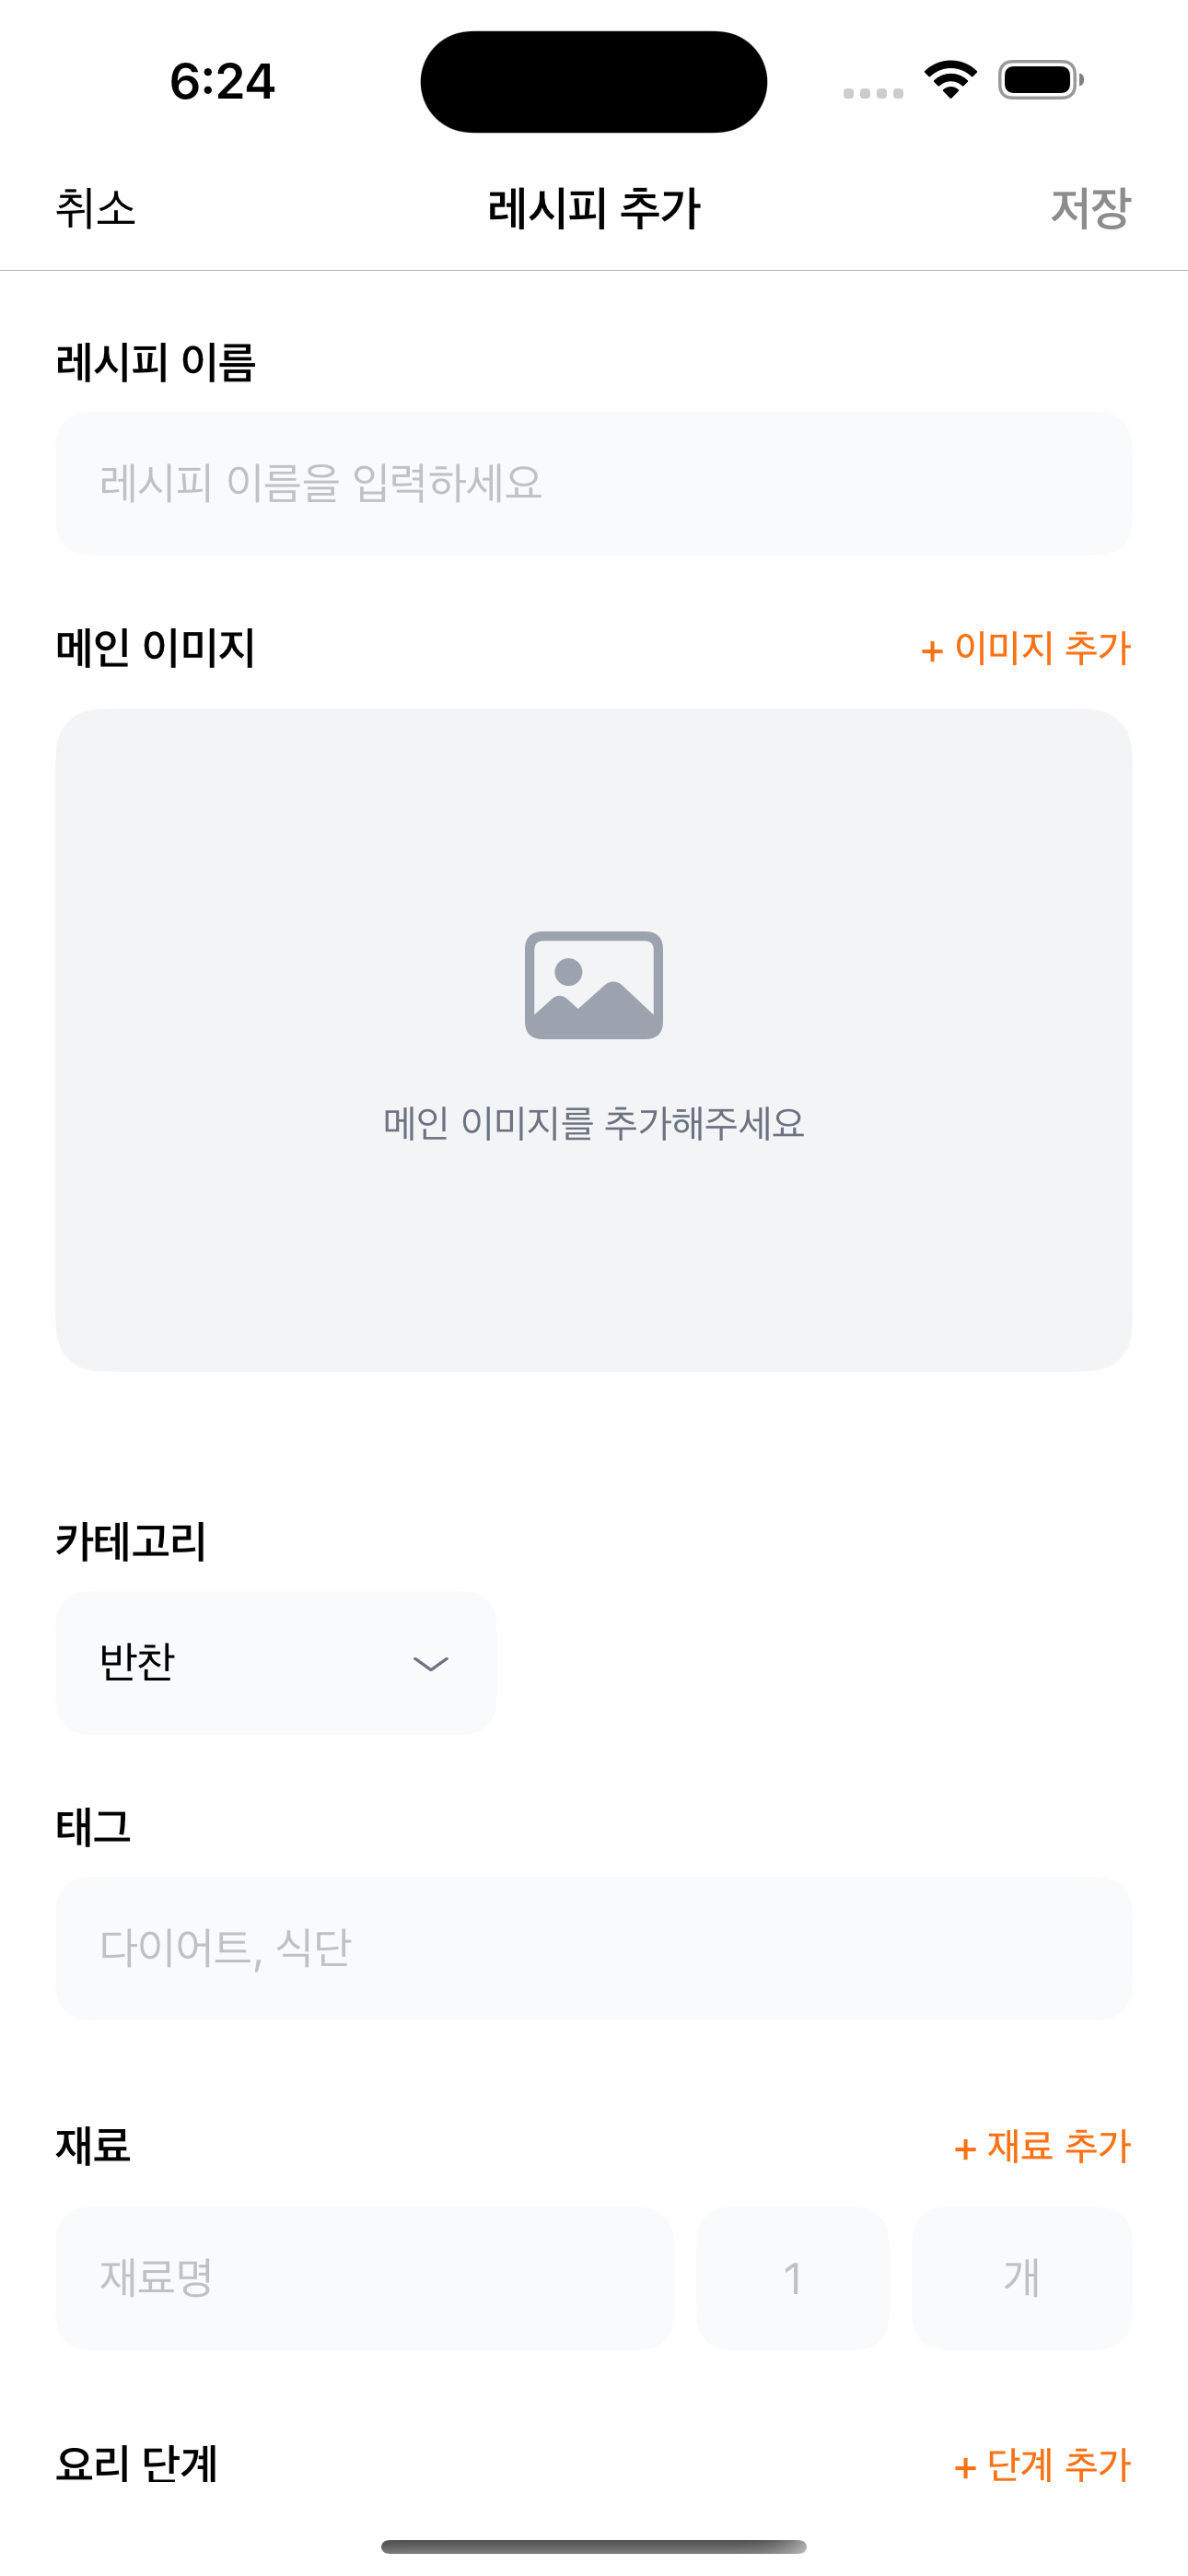 6:24
취소 레시피 추가 저장
레시피 이름
레시피 이름을 입력하세요
메인 이미지 + 이미지 추가
메인 이미지를 추가해주세요
카테고리
반찬
태그
다이어트, 식단
재료 + 재료 추가
재료명 1 개
요리 단계 + 단계 추가